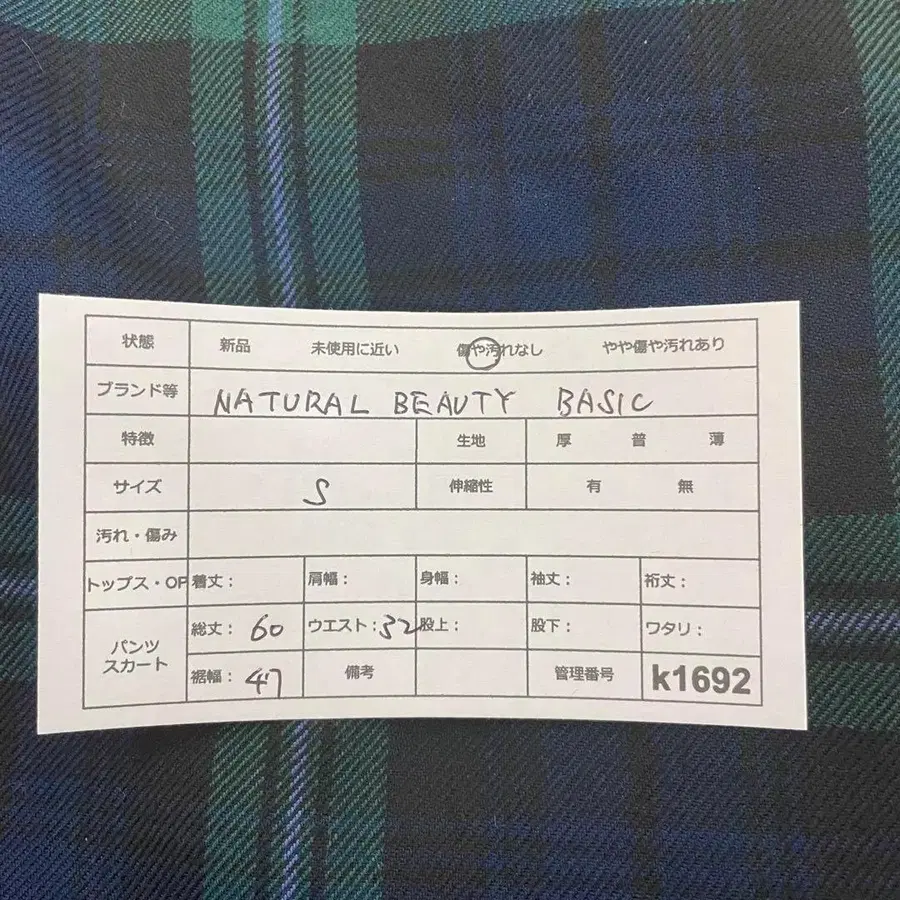 状態 新品 未使用に近い 傷や汚れなし やや傷や汚れあり
ブランド等 NATURAL BEAUTY BASIC
特徴 生地 厚 普 薄
サイズ S 伸縮性 有 無
汚れ・傷み
トップス・OP 着丈: 肩幅: 身幅: 袖丈: 裄丈:
パンツ スカート 総丈: 60 ウエスト: 32 股上: 股下: ワタリ:
裾幅: 47 備考 管理番号 k1692